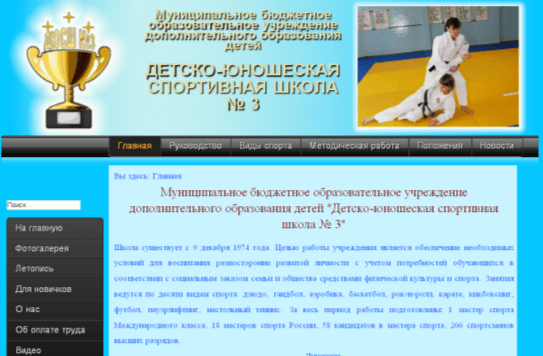 ДЮСШ №3
Муниципальное бюджетное
образовательное учреждение
дополнительного образования
детей
ДЕТСКО-ЮНОШЕСКАЯ
СПОРТИВНАЯ ШКОЛА
№ 3
Главная Руководство Виды спорта Методическая работа Положения Новости
Вы здесь: Главная
Поиск...
На главную
Фотогалерея
Летопись
Для новичков
О нас
Об оплате труда
Видео
Муниципальное бюджетное образовательное учреждение
дополнительного образования детей "Детско-юношеская спортивная
школа № 3"
Школа существует с 9 декабря 1974 года. Целью работы учреждения является обеспечение необходимых
условий для воспитания разносторонне развитой личности с учетом потребностей обучающихся в
соответствии с социальным заказом семьи и общества средствами физической культуры и спорта. Занятия
ведутся по десяти видам спорта: дзюдо, гандбол, аэробика, баскетбол, рок-н-ролл, карате, кикбоксинг,
футбол, пауэрлифтинг, настольный теннис. За весь период работы подготовлены: 1 мастер спорта
Международного класса, 18 мастеров спорта России, 58 кандидатов в мастера спорта, 206 спортсменов
высших разрядов.